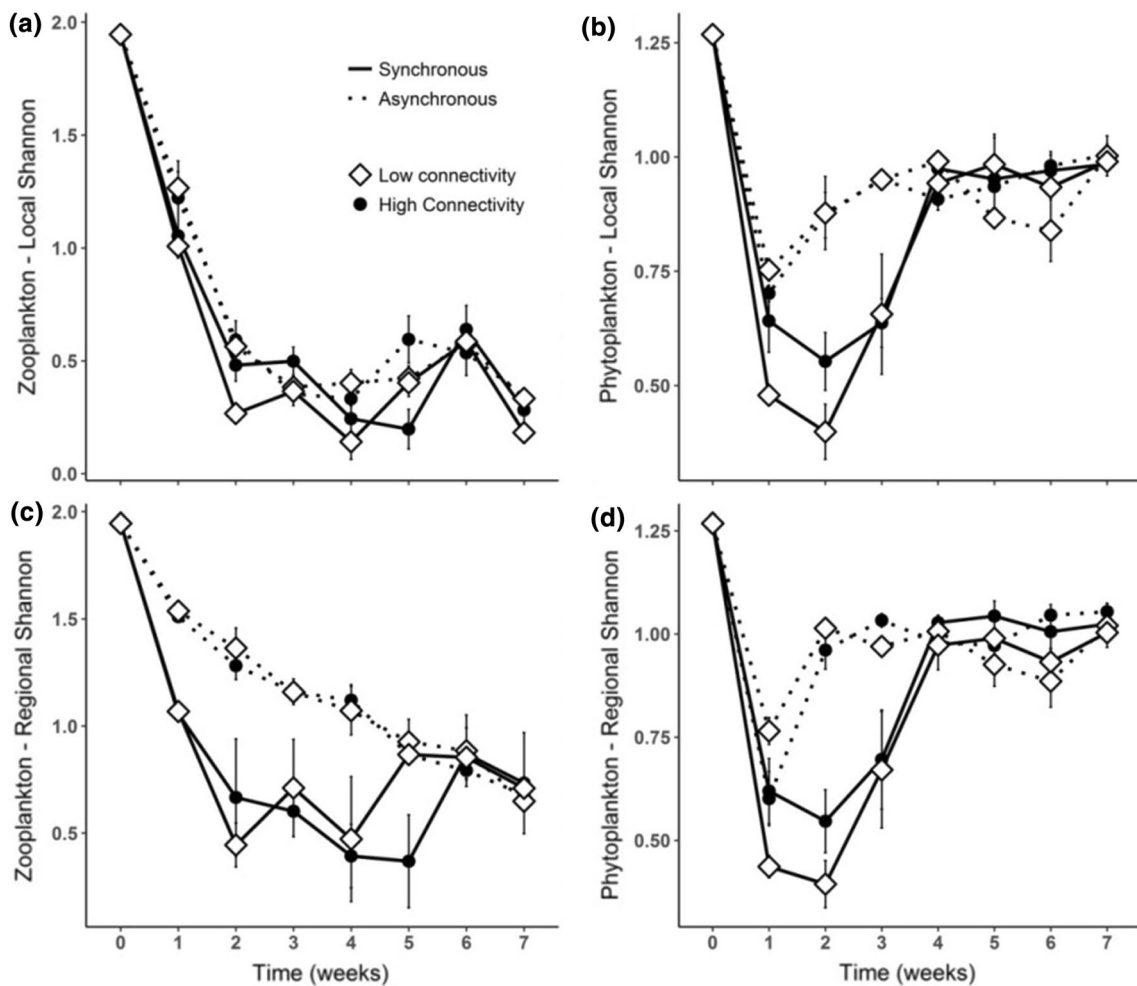 (a)
Zooplankton - Local Shannon
2.0
1.5
1.0
0.5
0.0
Synchronous
Asynchronous
Low connectivity
High Connectivity
(b)
Phytoplankton - Local Shannon
1.25
1.00
0.75
0.50
(c)
Zooplankton - Regional Shannon
2.0
1.5
1.0
0.5
0 1 2 3 4 5 6 7
Time (weeks)
(d)
Phytoplankton - Regional Shannon
1.25
1.00
0.75
0.50
0 1 2 3 4 5 6 7
Time (weeks)